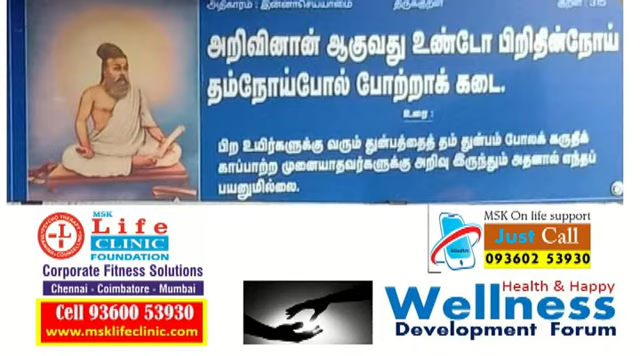 அதிகாரம் : இன்னாசெய்யாமை திருக்குறள் குறள் : 315
அறிவினான் ஆகுவது உண்டோ பிறிதின்நோய்
தம்நோய்போல் போற்றாக் கடை.
உரை :
பிற உயிர்களுக்கு வரும் துன்பத்தைத் தம் துன்பம் போலக் கருதிக்
காப்பாற்ற முனையாதவர்களுக்கு அறிவு இருந்தும் அதனால் எந்தப்
பயனுமில்லை.
MSK
Life
CLINIC
FOUNDATION
Corporate Fitness Solutions
Chennai - Coimbatore - Mumbai
Cell 93600 53930
www.msklifeclinic.com
MSK On life support
Just Call
093602 53930
Health & Happy
Wellness
Development Forum